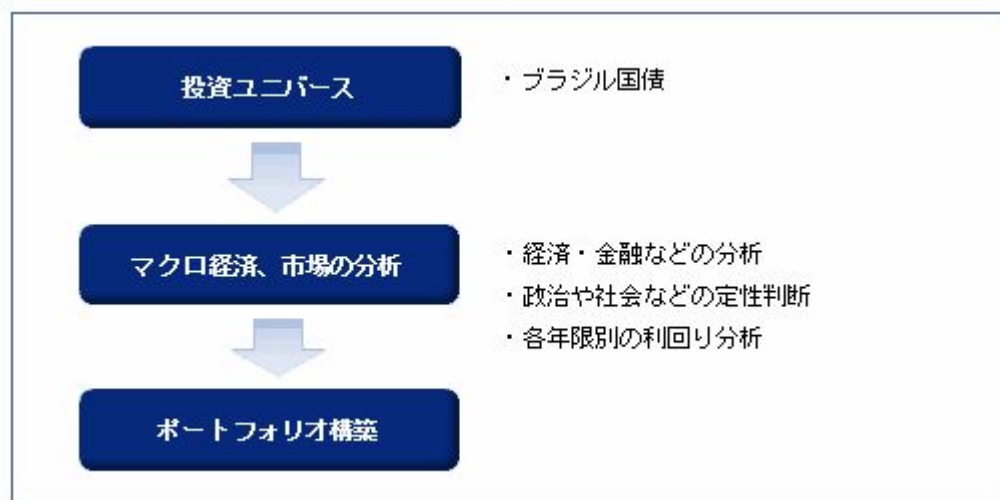 投資ユニバース
・ブラジル国債
マクロ経済、市場の分析
・経済・金融などの分析
・政治や社会などの定性判断
・各年限別の利回り分析
ポートフォリオ構築